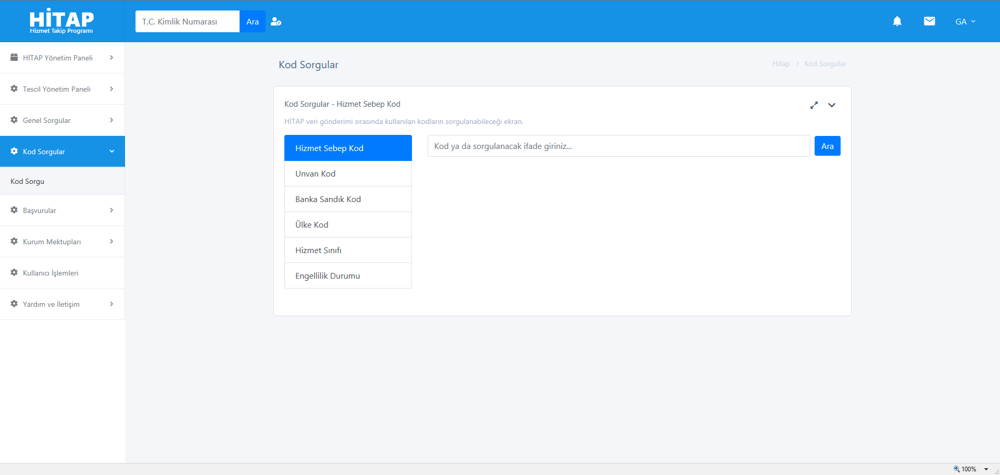 HİTAP
Hizmet Takip Programı
T.C. Kimlik Numarası
Ara
GA
HİTAP Yönetim Paneli
Tescil Yönetim Paneli
Genel Sorgular
Kod Sorgular
Kod Sorgu
Başvurular
Kurum Mektupları
Kullanıcı İşlemleri
Yardım ve İletişim
Kod Sorgular
Hitap > Kod Sorgular
Kod Sorgular - Hizmet Sebep Kod
HİTAP veri gönderimi sırasında kullanılan kodların sorgulanabileceği ekran.
Hizmet Sebep Kod
Unvan Kod
Banka Sandık Kod
Ülke Kod
Hizmet Sınıfı
Engellilik Durumu
Kod ya da sorgulanacak ifade giriniz...
Ara
100%